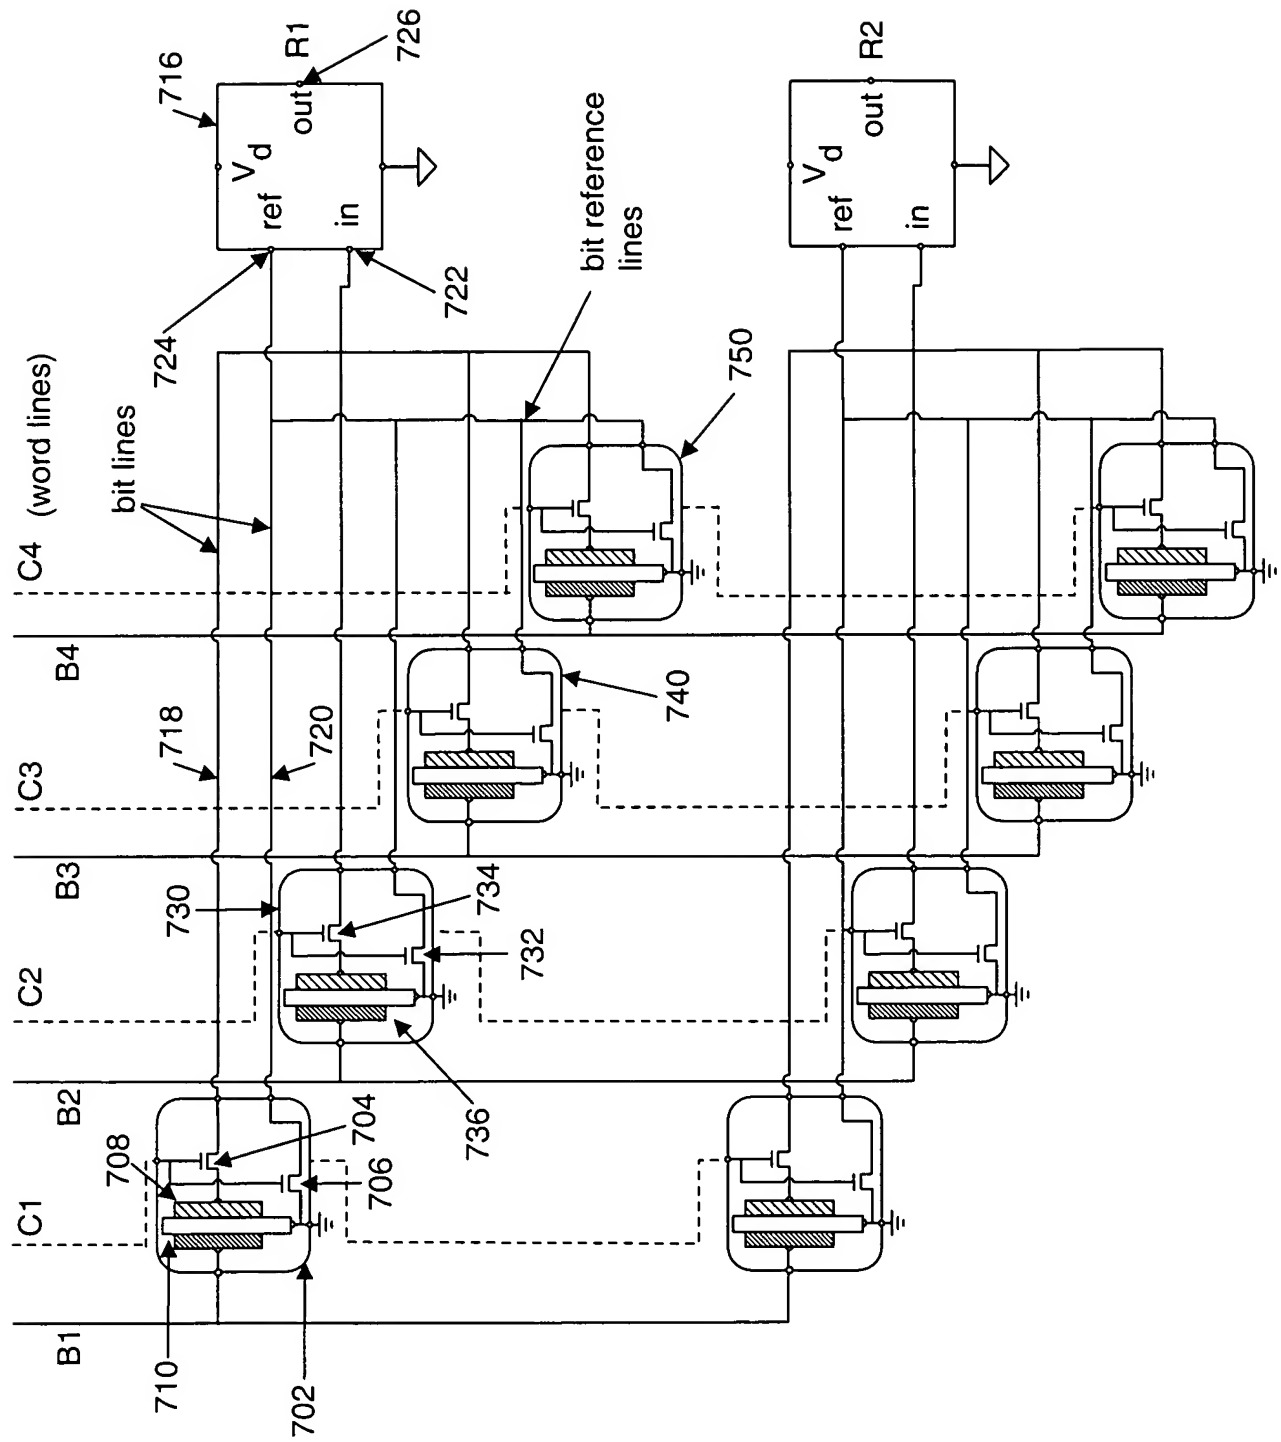 C4 (word lines)
bit lines
716
V d
ref
out
in
R1
726
724
722
bit reference
lines
750
B4
C3
718
720
740
B3
C2
730
734
732
736
B2
C1
708
704
706
B1
710
702
V d
ref
out
in
R2